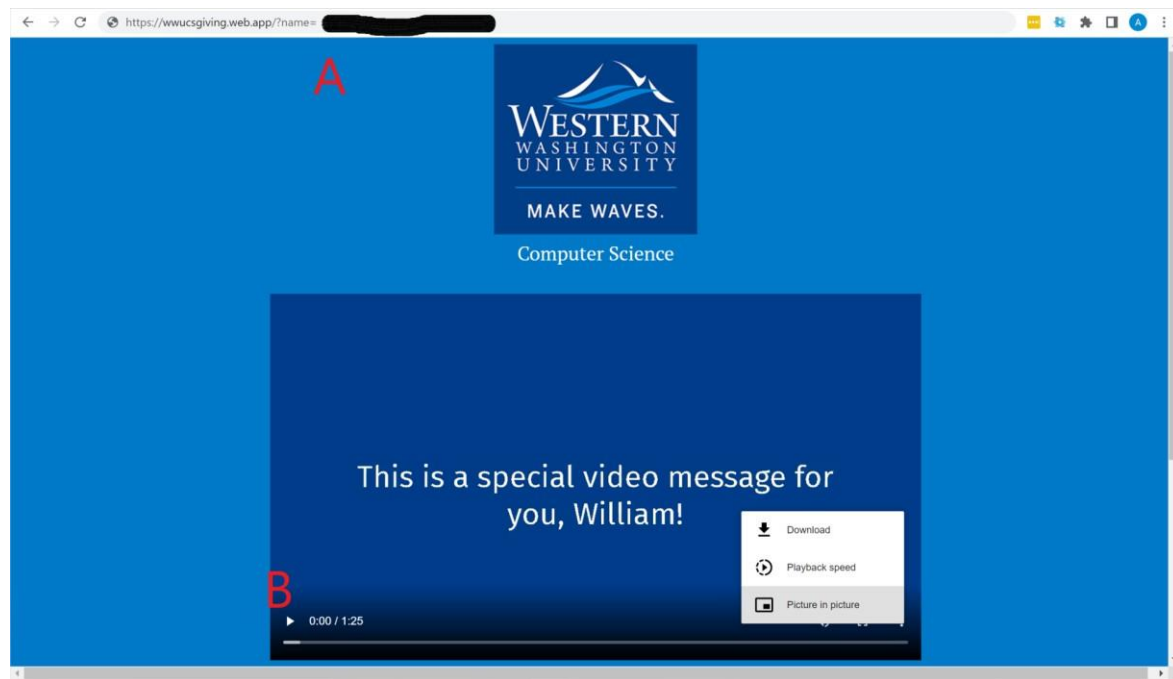 https://wwucsgiving.web.app/?name=
A
A
WESTERN
WASHINGTON
UNIVERSITY
MAKE WAVES.
Computer Science
This is a special video message for
you, William!
Download
Playback speed
Picture in picture
B
0:00 / 1:25